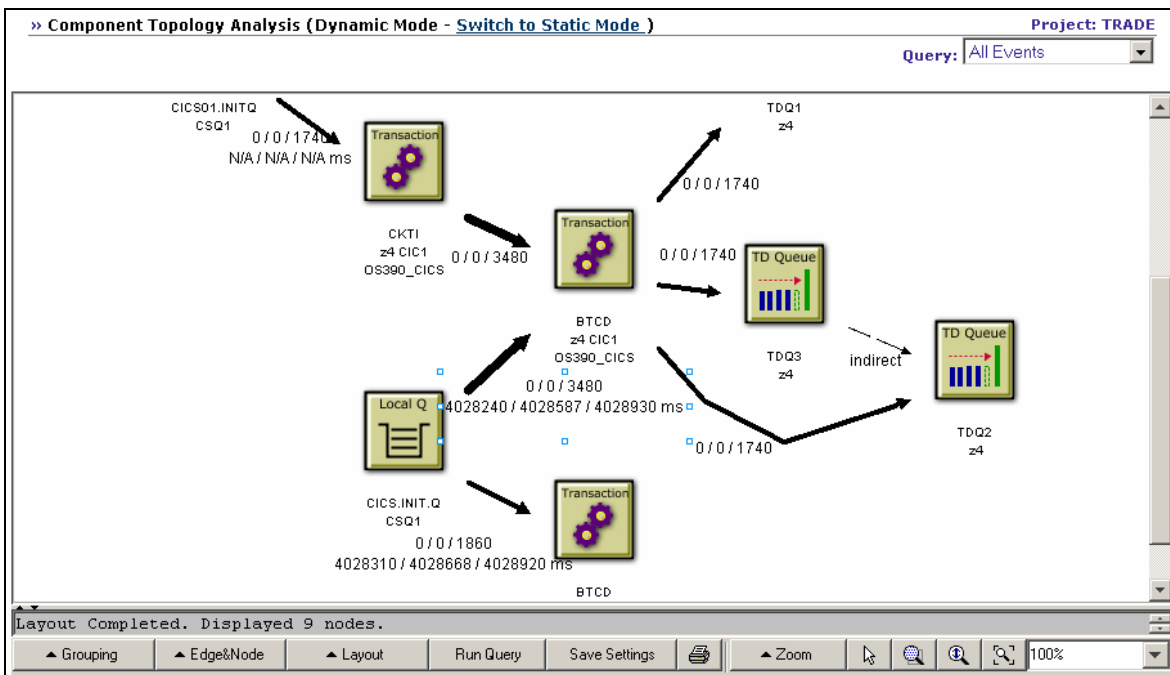 » Component Topology Analysis (Dynamic Mode - Switch to Static Mode )
Project: TRADE
Query: All Events
CICS01.INITQ
CSQ1
0 / 0 / 1740
N/A / N/A / N/A ms
Transaction
CKTI
z4 CIC1
OS390_CICS
0 / 0 / 3480
Transaction
BTCD
z4 CIC1
OS390_CICS
TDQ1
z4
0 / 0 / 1740
0 / 0 / 1740
TD Queue
TDQ3
z4
indirect
TD Queue
TDQ2
z4
0 / 0 / 3480
4028240 / 4028587 / 4028930 ms
0 / 0 / 1740
Local Q
CICS.INIT.Q
CSQ1
0 / 0 / 1860
4028310 / 4028668 / 4028920 ms
Transaction
BTCD
Layout Completed. Displayed 9 nodes.
Grouping
Edge&Node
Layout
Run Query
Save Settings
Zoom
100%